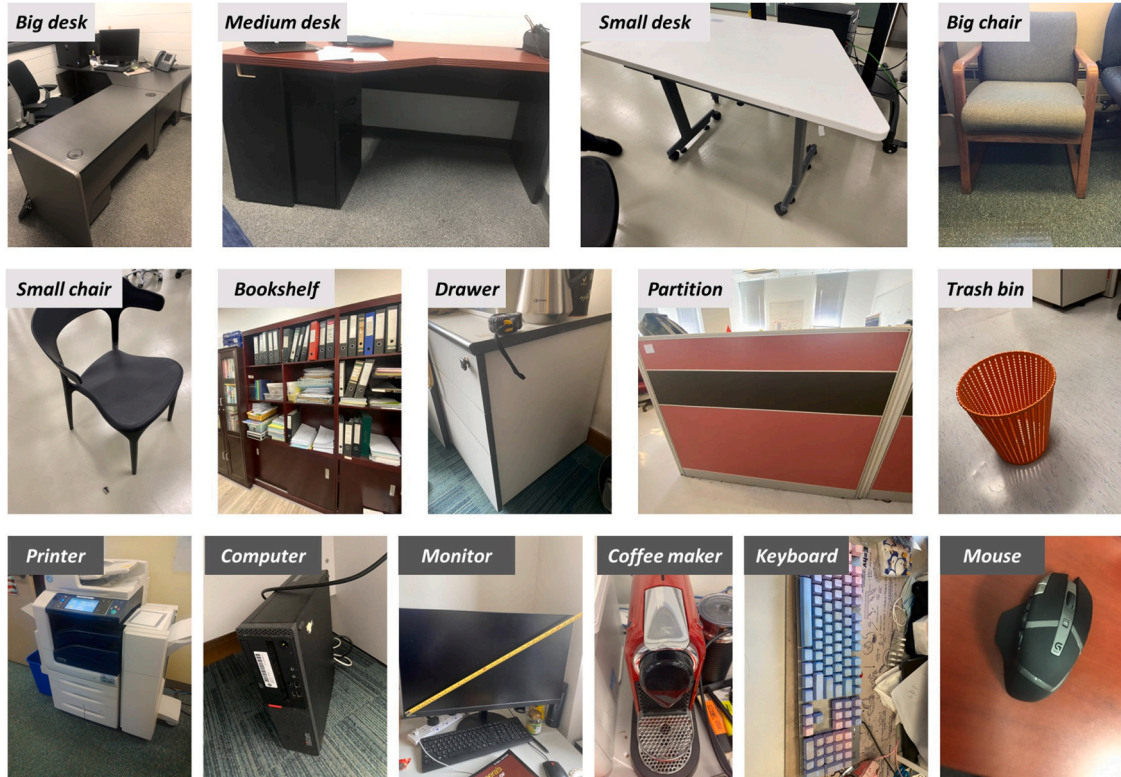 Big desk
Medium desk
Small desk
Big chair
Small chair
Bookshelf
Drawer
Partition
Trash bin
Printer
Computer
Monitor
Coffee maker
Keyboard
Mouse
G